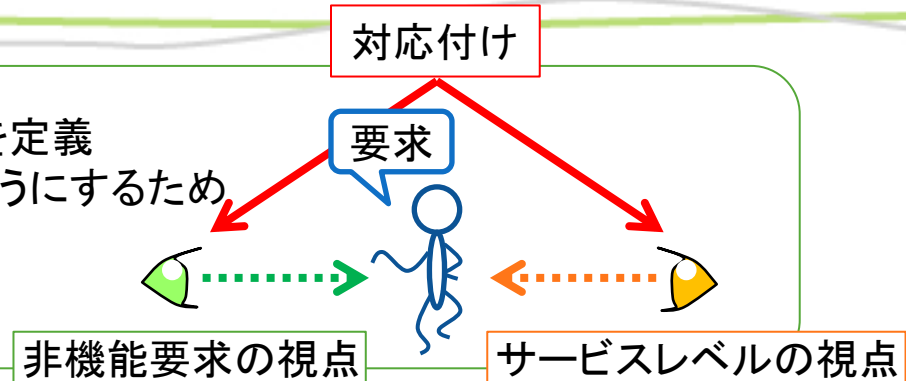 対応付け
を定義
うにするため
要求
非機能要求の視点
サービスレベルの視点